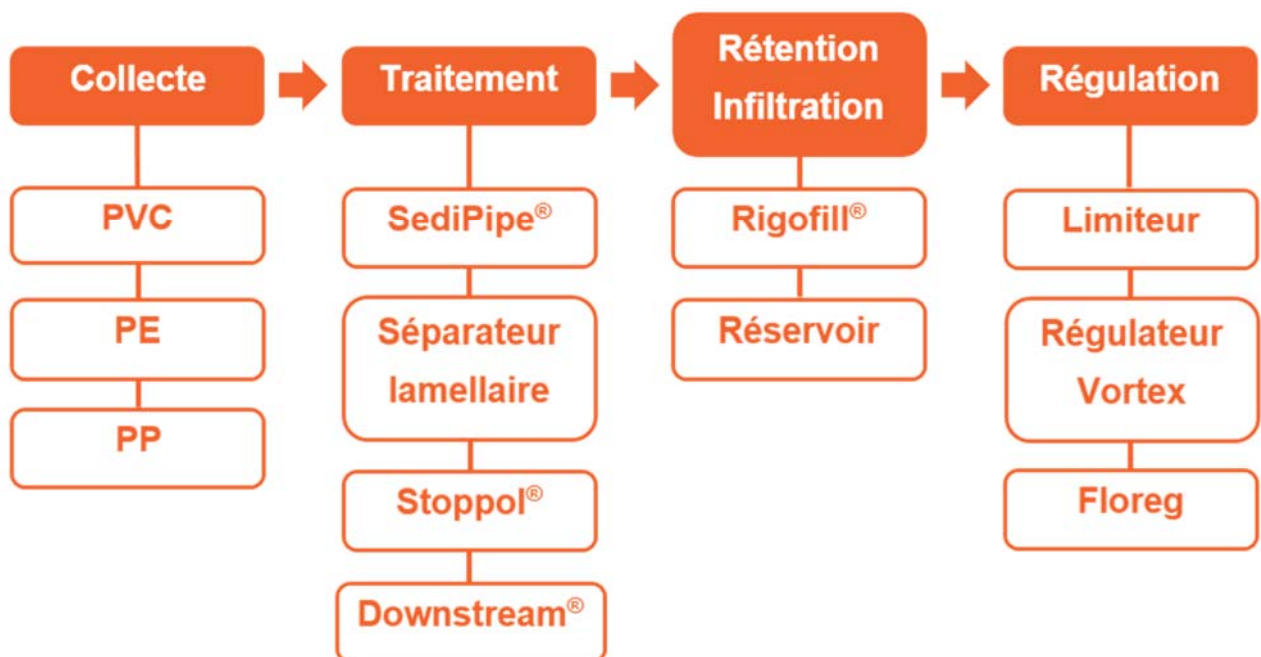 Collecte
PVC
PE
PP
Traitement
SediPipe®
Séparateur
lamellaire
Stoppol®
Downstream®
Rétention
Infiltration
Rigofill®
Réservoir
Régulation
Limiteur
Régulateur
Vortex
Floreg